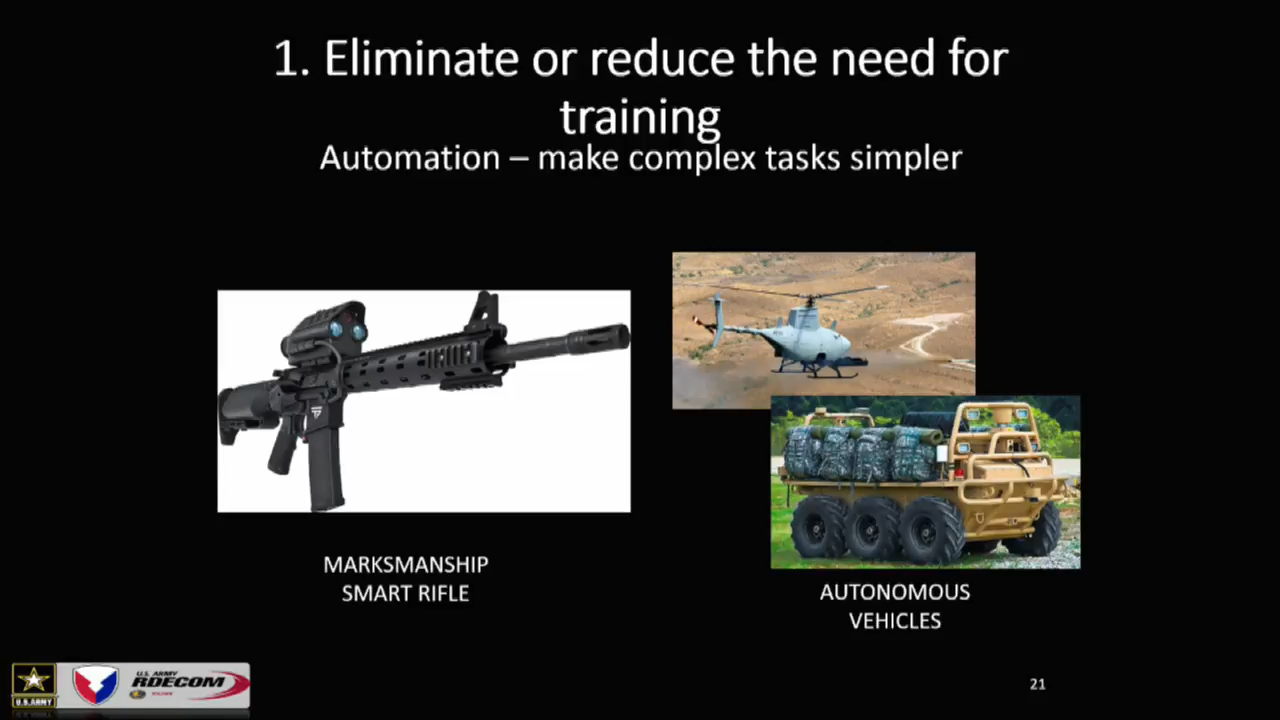 1. Eliminate or reduce the need for
training
Automation – make complex tasks simpler
MARKSMANSHIP
SMART RIFLE
AUTONOMOUS
VEHICLES
U.S. ARMY
U.S. ARMY
RDECOM
21